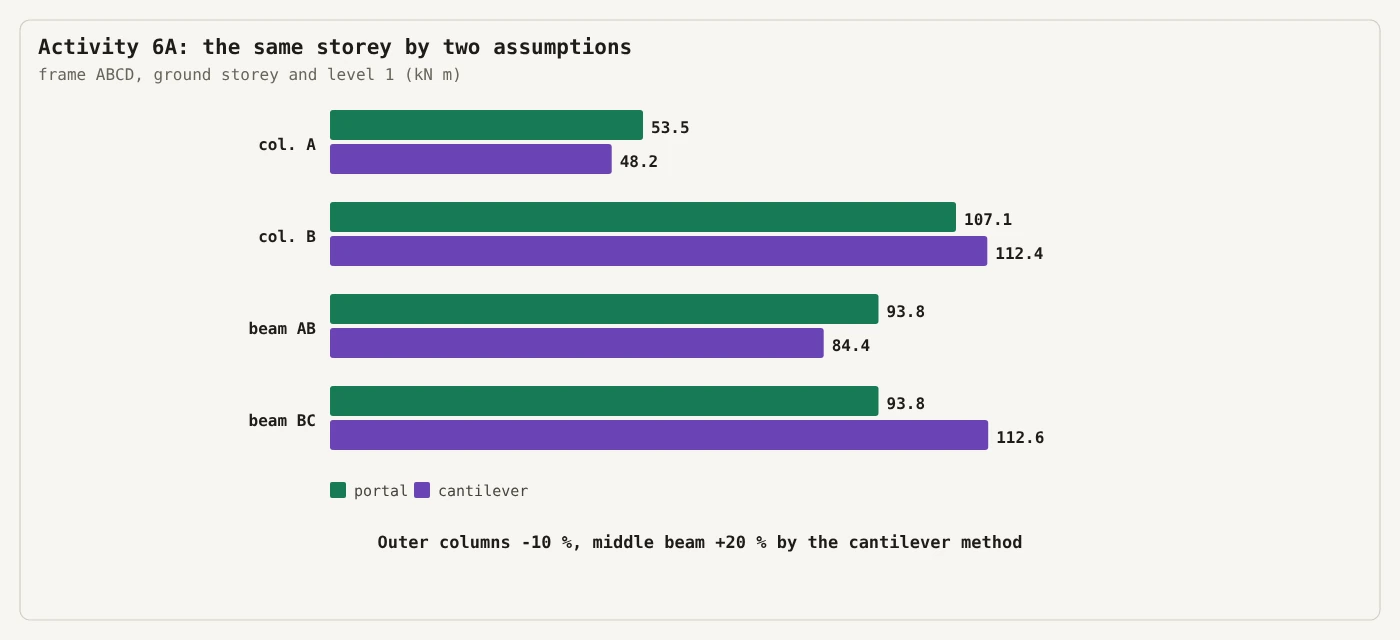 Activity 6A: the same storey by two assumptions
frame ABCD, ground storey and level 1 (kN m)
col. A
53.5
48.2
col. B
107.1
112.4
beam AB
93.8
84.4
beam BC
93.8
112.6
portal
cantilever
Outer columns -10 %, middle beam +20 % by the cantilever method